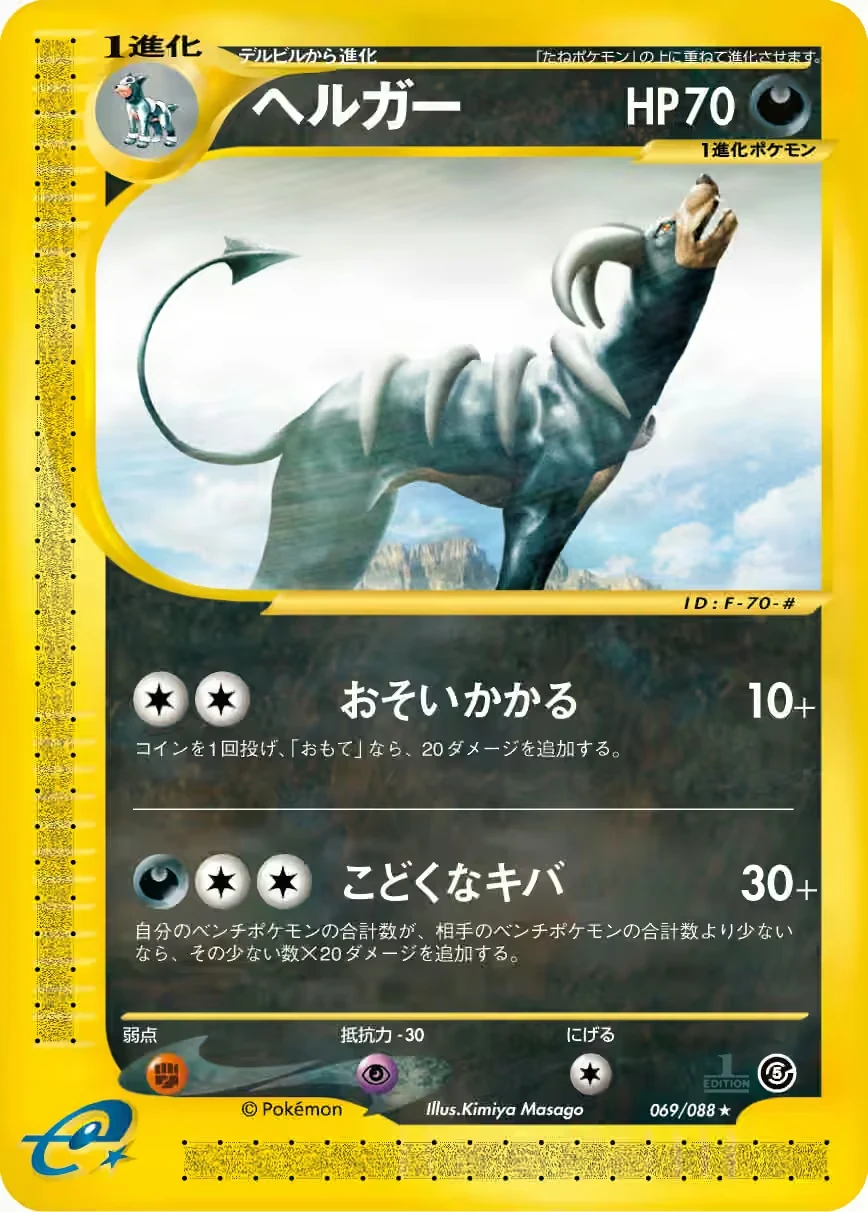 1進化
デルビルから進化
「たねポケモン」の上に重ねて進化させます。
ヘルガー
HP70
1進化ポケモン
ID:F-70-#
おそいかかる 10+
コインを1回投げ、「おもて」なら、20ダメージを追加する。
こどくなキバ 30+
自分のベンチポケモンの合計数が、相手のベンチポケモンの合計数より少ない
なら、その少ない数×20ダメージを追加する。
弱点 抵抗力-30 にげる
1
EDITION
5
© Pokémon Illus.Kimiya Masago 069/088★
e